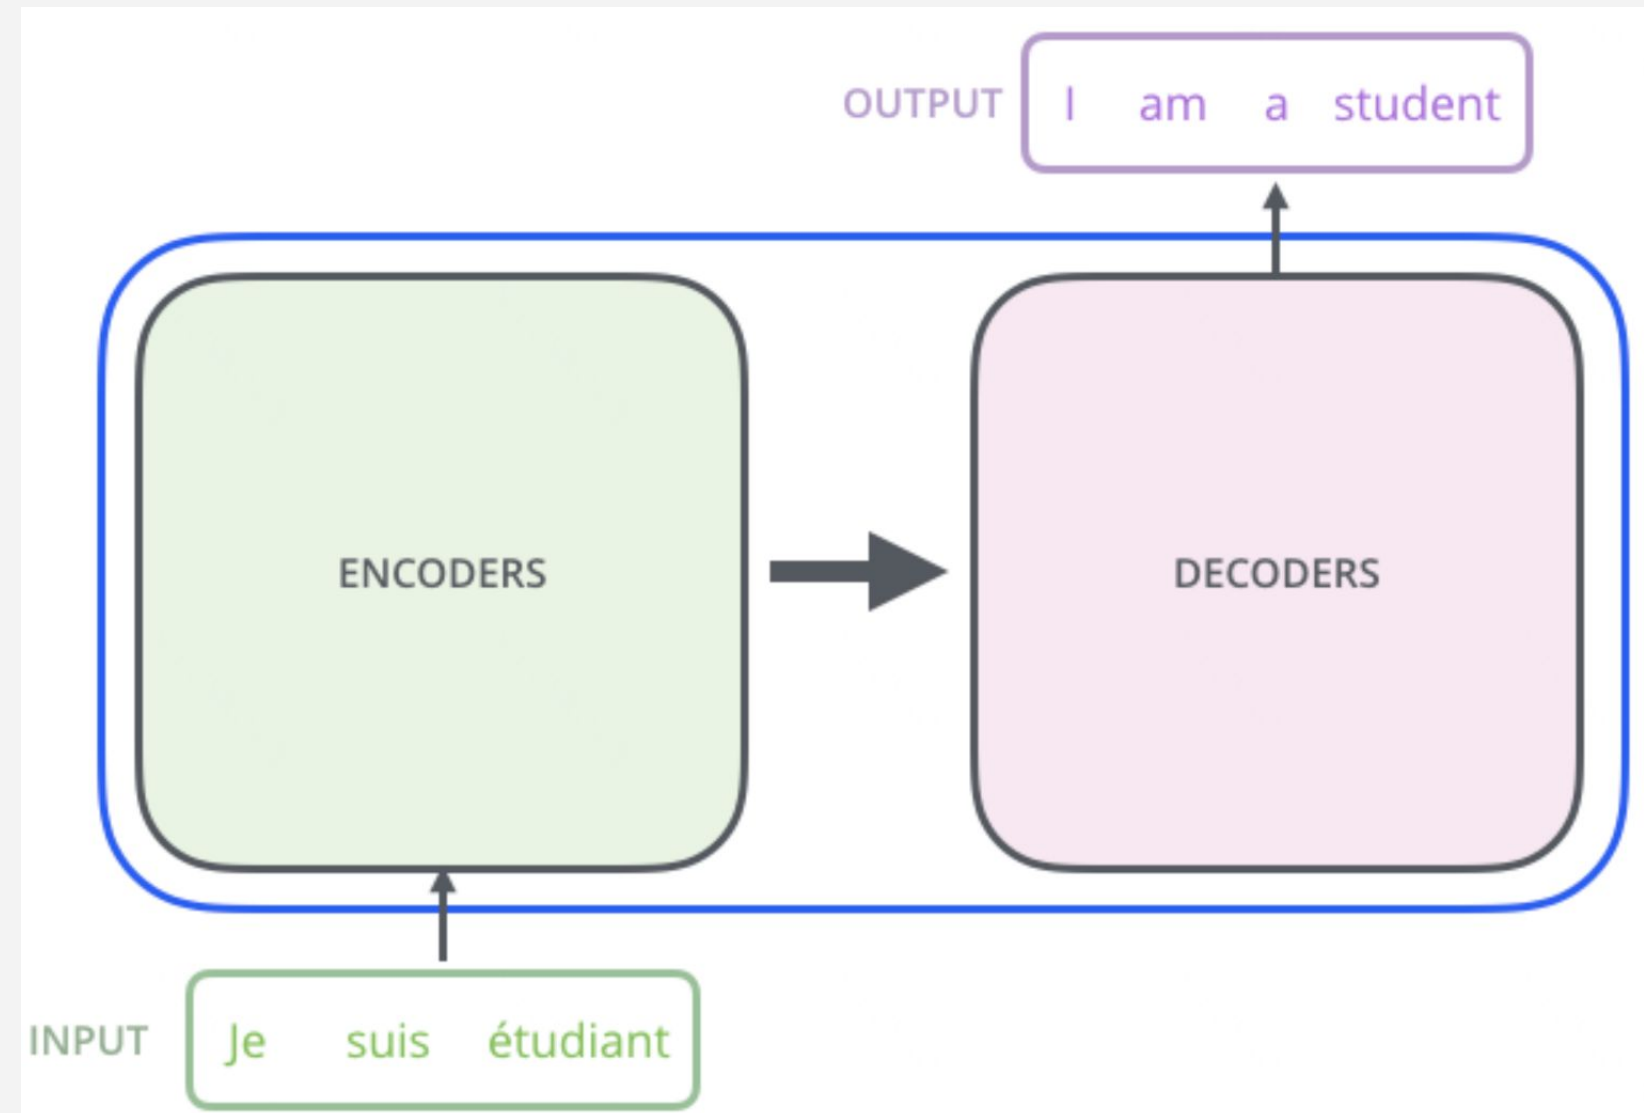 OUTPUT I am a student
ENCODERS DECODERS
INPUT Je suis étudiant